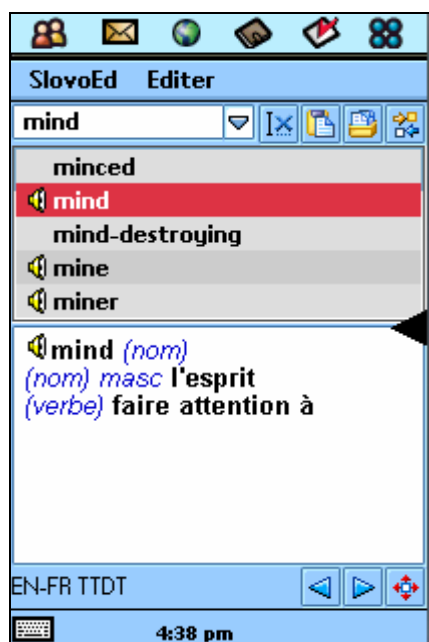 SlovoEd Editer
mind
minced
mind
mind-destroying
mine
miner
mind (nom)
(nom) masc l'esprit
(verbe) faire attention à
EN-FR TTDT
4:38 pm